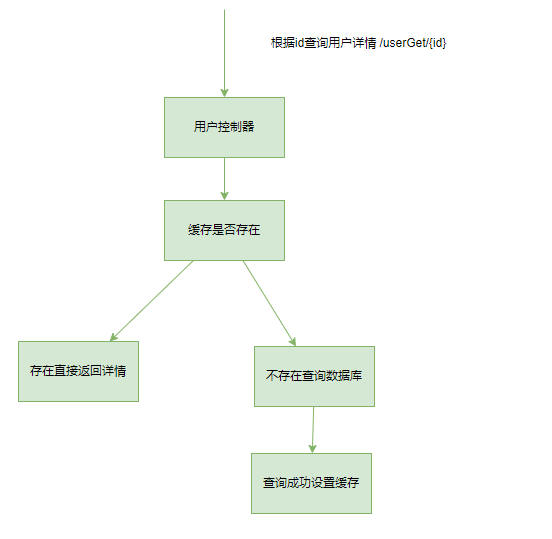 根据id查询用户详情 /userGet/{id}
用户控制器
缓存是否存在
存在直接返回详情
不存在查询数据库
查询成功设置缓存